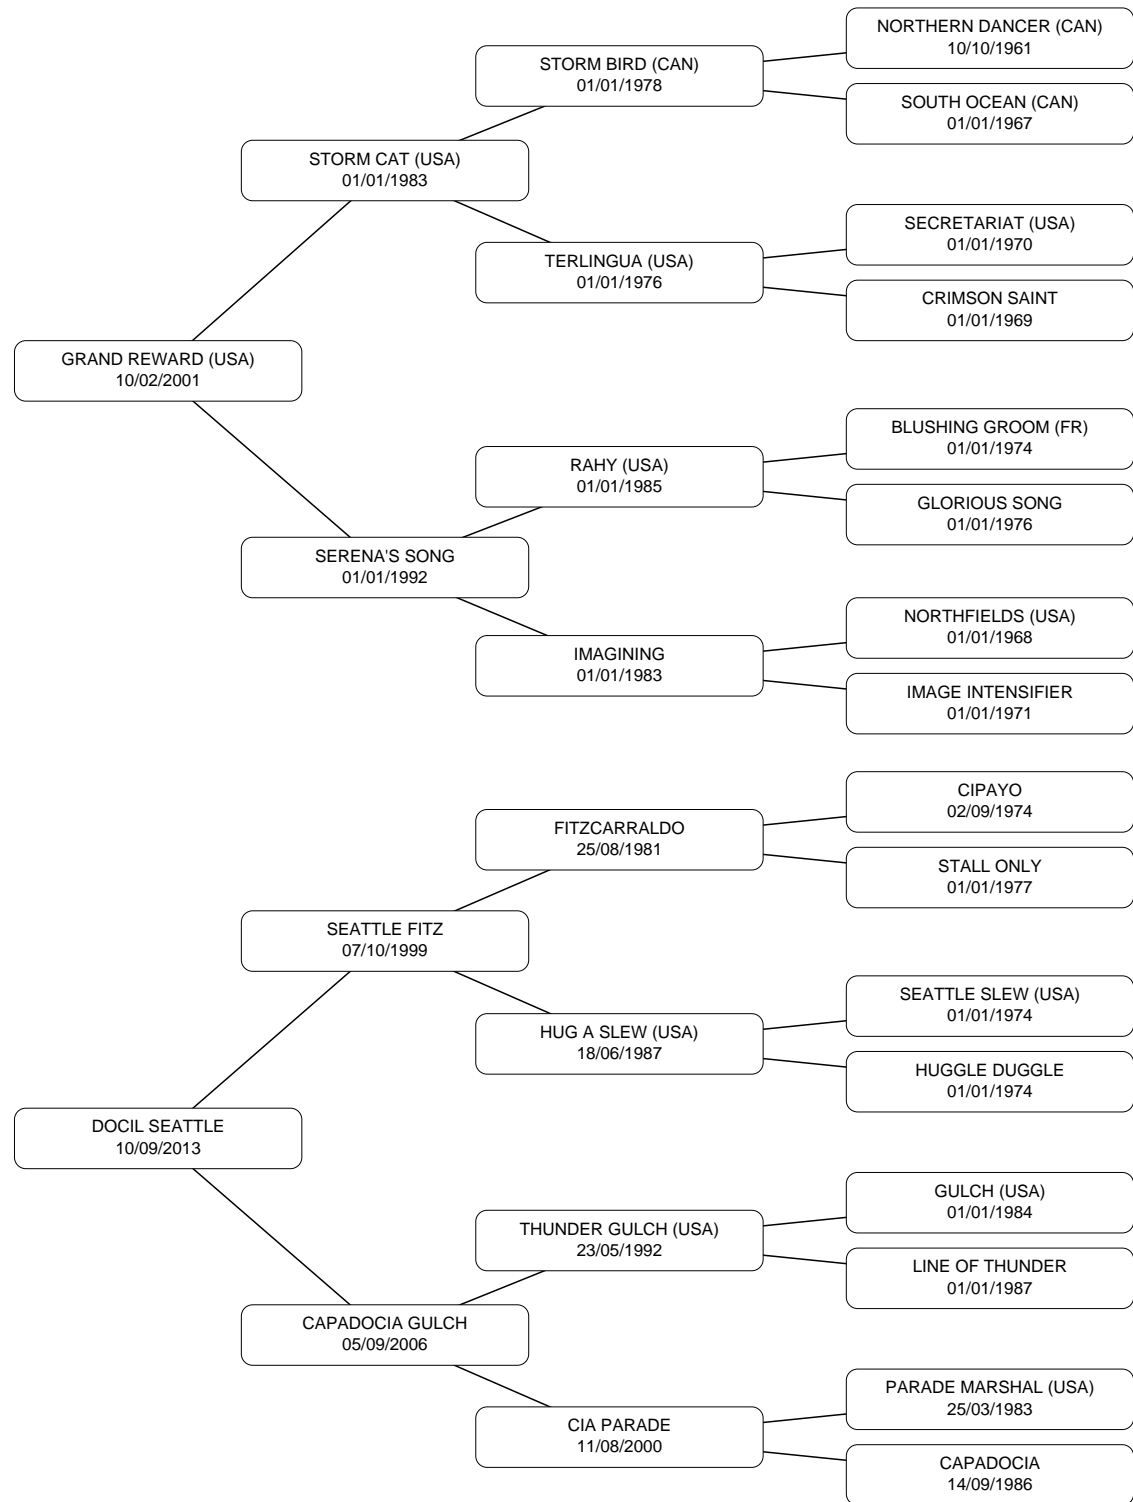 NORTHERN DANCER (CAN)
10/10/1961
STORM BIRD (CAN)
01/01/1978
SOUTH OCEAN (CAN)
01/01/1967
STORM CAT (USA)
01/01/1983
SECRETARIAT (USA)
01/01/1970
TERLINGUA (USA)
01/01/1976
CRIMSON SAINT
01/01/1969
GRAND REWARD (USA)
10/02/2001
BLUSHING GROOM (FR)
01/01/1974
RAHY (USA)
01/01/1985
GLORIOUS SONG
01/01/1976
SERENA'S SONG
01/01/1992
NORTHFIELDS (USA)
01/01/1968
IMAGINING
01/01/1983
IMAGE INTENSIFIER
01/01/1971
CIPAYO
02/09/1974
FITZCARRALDO
25/08/1981
STALL ONLY
01/01/1977
SEATTLE FITZ
07/10/1999
SEATTLE SLEW (USA)
01/01/1974
HUG A SLEW (USA)
18/06/1987
HUGGLE DUGGLE
01/01/1974
DOCIL SEATTLE
10/09/2013
GULCH (USA)
01/01/1984
THUNDER GULCH (USA)
23/05/1992
LINE OF THUNDER
01/01/1987
CAPADOCIA GULCH
05/09/2006
PARADE MARSHAL (USA)
25/03/1983
CIA PARADE
11/08/2000
CAPADOCIA
14/09/1986